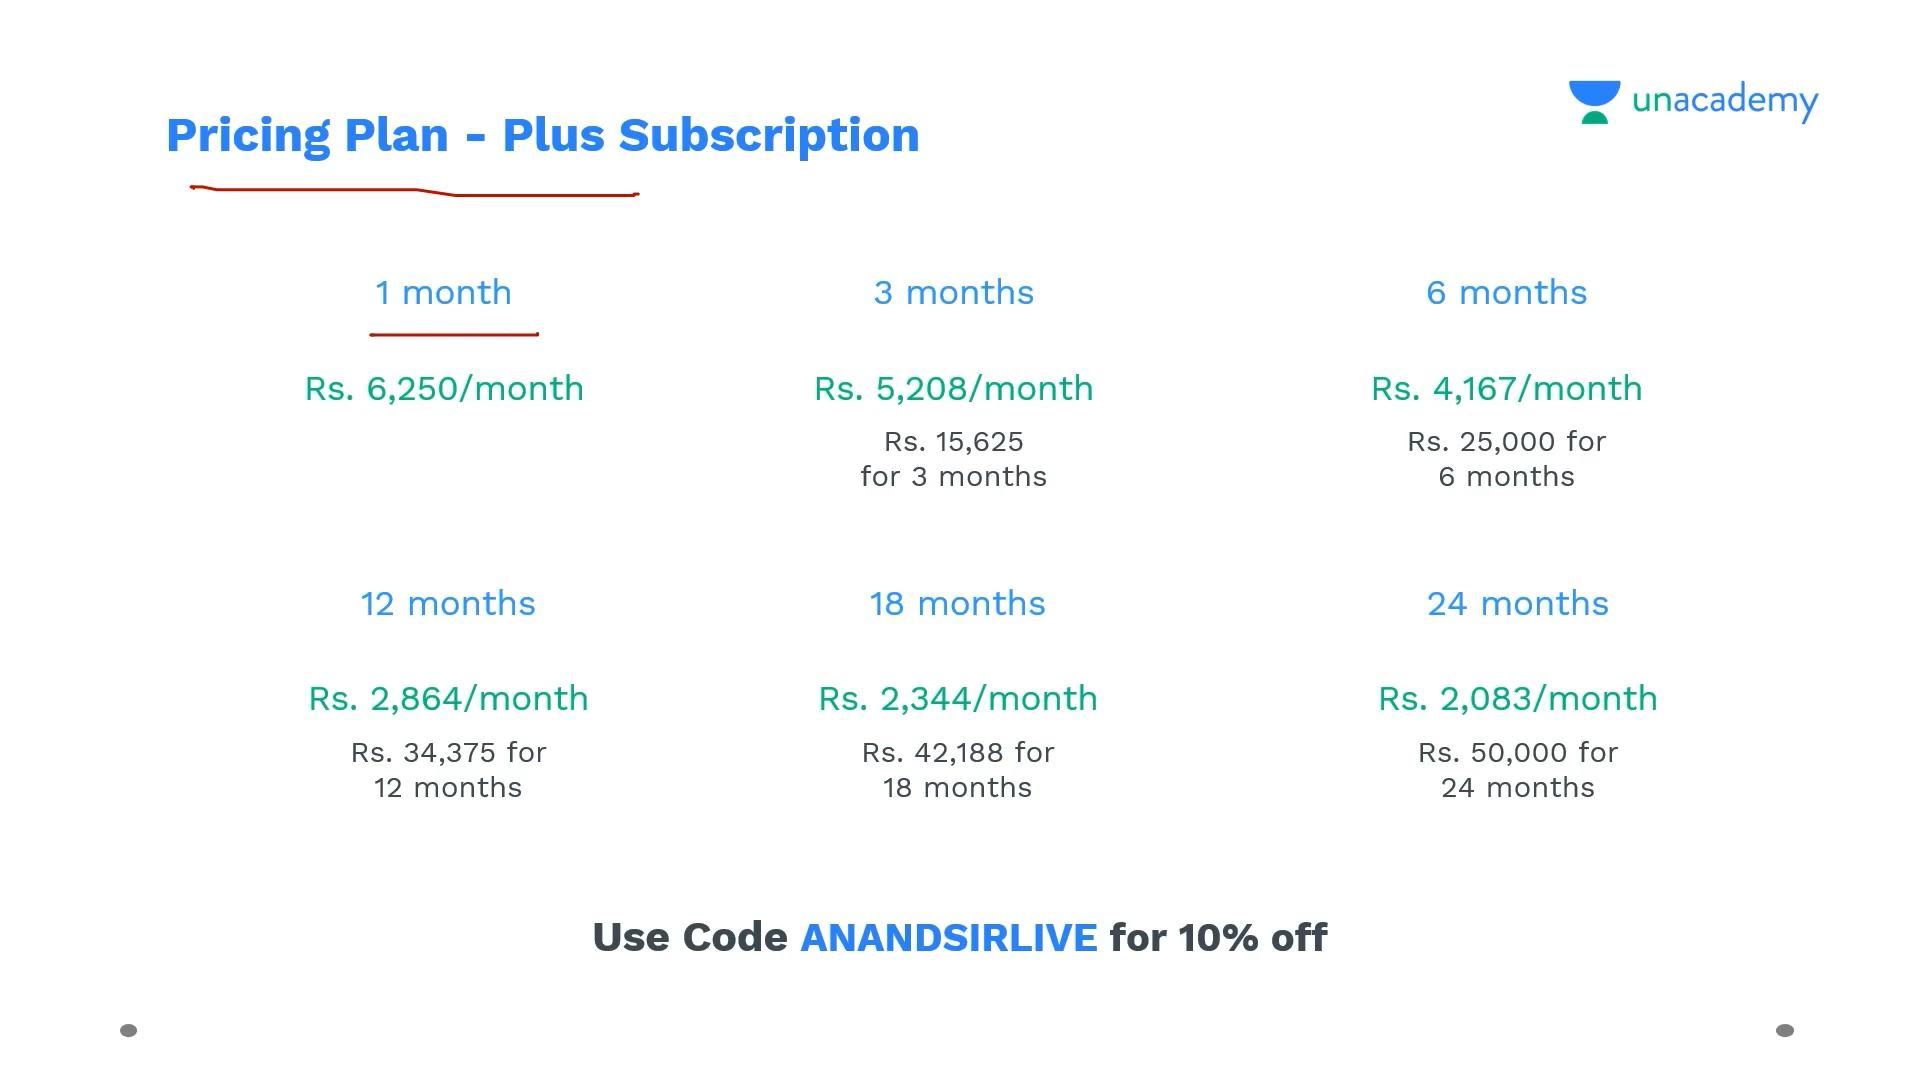 unacademy
Pricing Plan - Plus Subscription
1 month
3 months
6 months
Rs. 6,250/month
Rs. 5,208/month
Rs. 4,167/month
Rs. 15,625
for 3 months
Rs. 25,000 for
6 months
12 months
18 months
24 months
Rs. 2,864/month
Rs. 2,344/month
Rs. 2,083/month
Rs. 34,375 for
12 months
Rs. 42,188 for
18 months
Rs. 50,000 for
24 months
Use Code ANANDSIRLIVE for 10% off